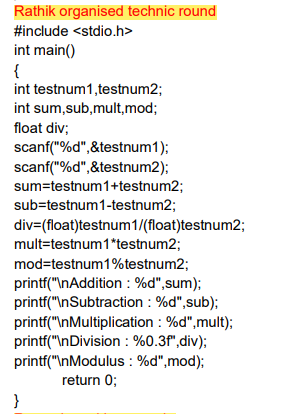 Rathik organised technic round
#include <stdio.h>
int main()
{
int testnum1,testnum2;
int sum,sub,mult,mod;
float div;
scanf("%d",&testnum1);
scanf("%d",&testnum2);
sum=testnum1+testnum2;
sub=testnum1-testnum2;
div=(float)testnum1/(float)testnum2;
mult=testnum1*testnum2;
mod=testnum1%testnum2;
printf("\nAddition : %d",sum);
printf("\nSubtraction : %d",sub);
printf("\nMultiplication : %d",mult);
printf("\nDivision : %0.3f",div);
printf("\nModulus : %d",mod);
return 0;
}